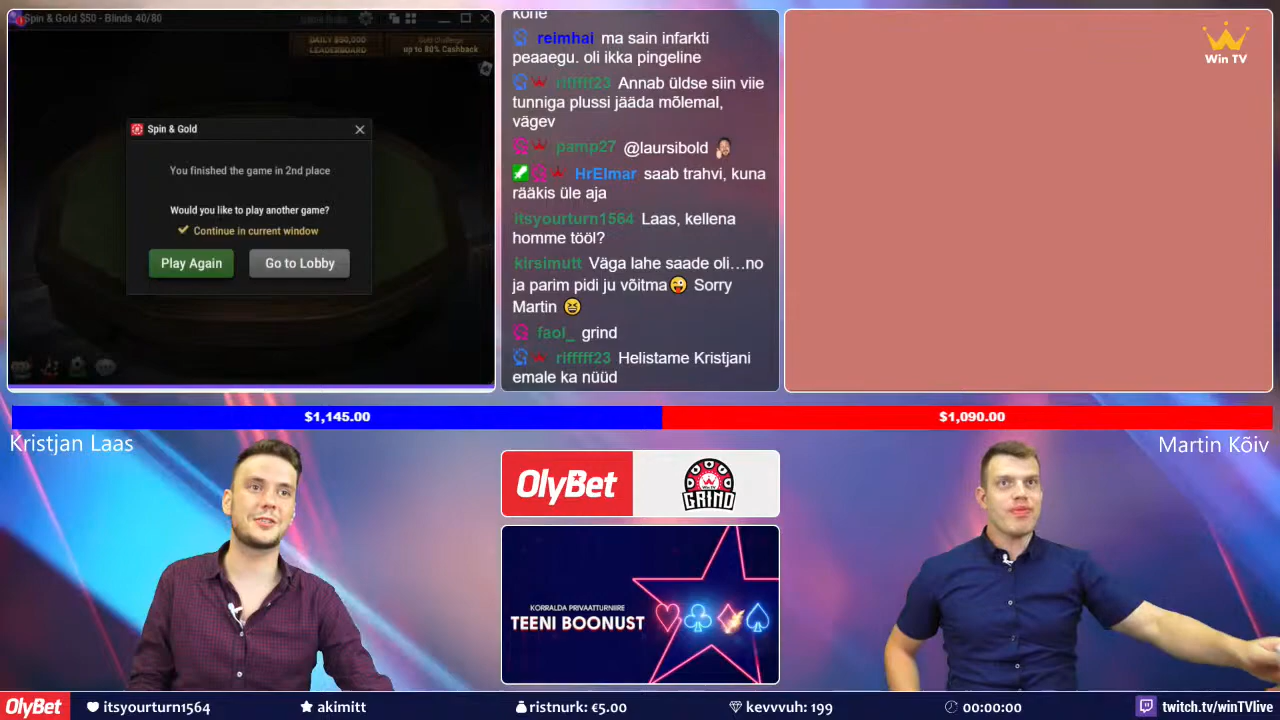 Spin & Gold $50 - Blinds 40/80
DAILY $50,000
LEADERBOARD
Gold Challenge
up to 80% Cashback
Spin & Gold
You finished the game in 2nd place
Would you like to play another game?
Continue in current window
Play Again
Go to Lobby
kõne
reimhai ma sain infarkti
peaaegu. oli ikka pingeline
rifffff23 Annab üldse siin viie
tunniga plussi jääda mõlemal,
vägev
pamp27 @laursibold
HrElmar saab trahvi, kuna
rääkis üle aja
itsyourturn1564 Laas, kellena
homme tööl?
kirsimutt Väga lahe saade oli…no
ja parim pidi ju võitma😜 Sorry
Martin 😆
faol_ grind
rifffff23 Helistame Kristjani
emale ka nüüd
Win TV
$1,145.00
$1,090.00
Kristjan Laas
Martin Kõiv
OlyBet
Win TV
GRIND
KORRALDA PRIVAATTURNIIRE
TEENI BOONUST
OlyBet
itsyourturn1564
akimitt
ristnurk: €5.00
kevvvuh: 199
00:00:00
twitch.tv/winTVlive